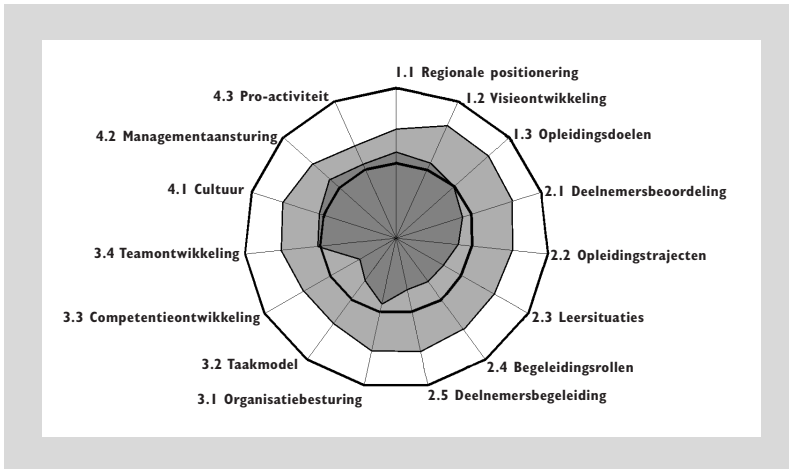 1.1 Regionale positionering
1.2 Visieontwikkeling
1.3 Opleidingsdoelen
2.1 Deelnemersbeoordeling
2.2 Opleidingstrajecten
2.3 Leersituaties
2.4 Begeleidingsrollen
2.5 Deelnemersbegeleiding
3.1 Organisatiebesturing
3.2 Taakmodel
3.3 Competentieontwikkeling
3.4 Teamontwikkeling
4.1 Cultuur
4.2 Managementaansturing
4.3 Pro-activiteit